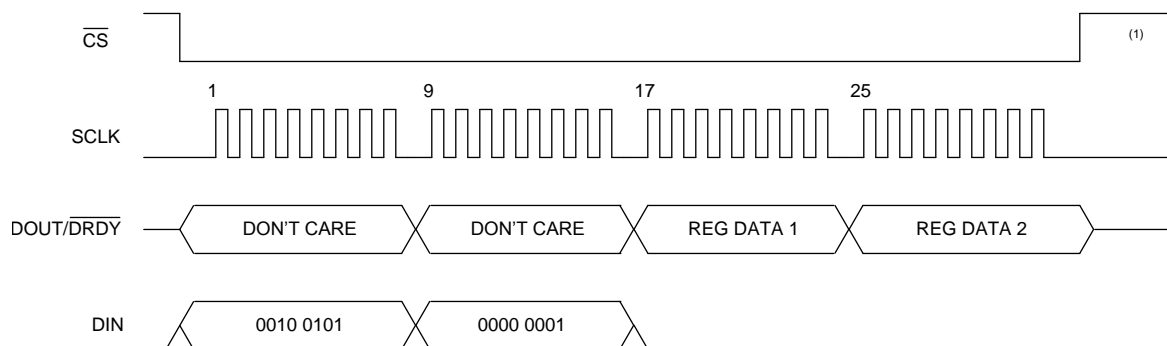 CS
(1)
1 9 17 25
SCLK
DOUT/DRDY DON'T CARE DON'T CARE REG DATA 1 REG DATA 2
DIN 0010 0101 0000 0001